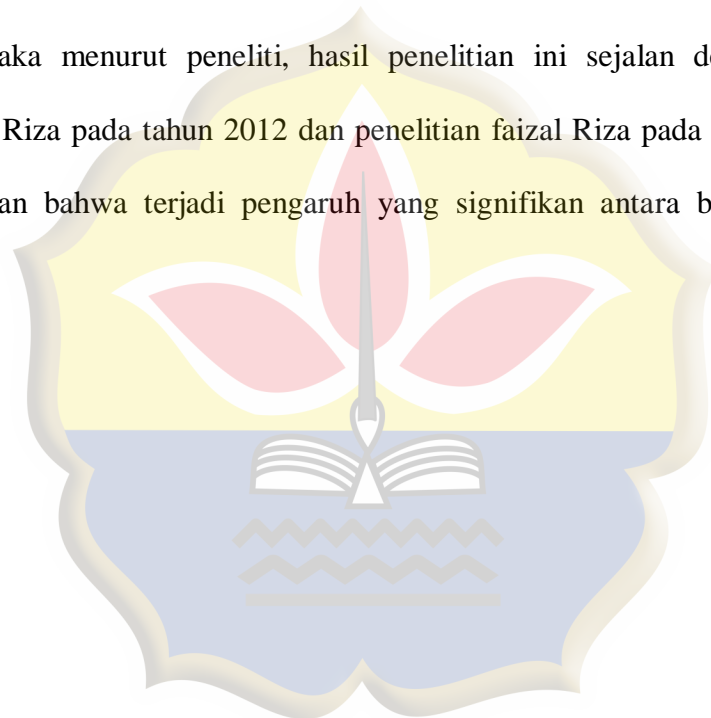 aka menurut peneliti, hasil penelitian ini sejalan de
Riza pada tahun 2012 dan penelitian faizal Riza pada
an bahwa terjadi pengaruh yang signifikan antara b